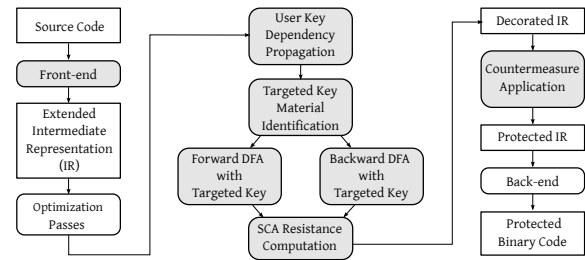 Source Code
Front-end
Extended
Intermediate
Representation
(IR)
Optimization
Passes
User Key
Dependency
Propagation
Targeted Key
Material
Identification
Forward DFA
with
Targeted Key
Backward DFA
with
Targeted Key
SCA Resistance
Computation
Decorated IR
Countermeasure
Application
Protected IR
Back-end
Protected
Binary Code